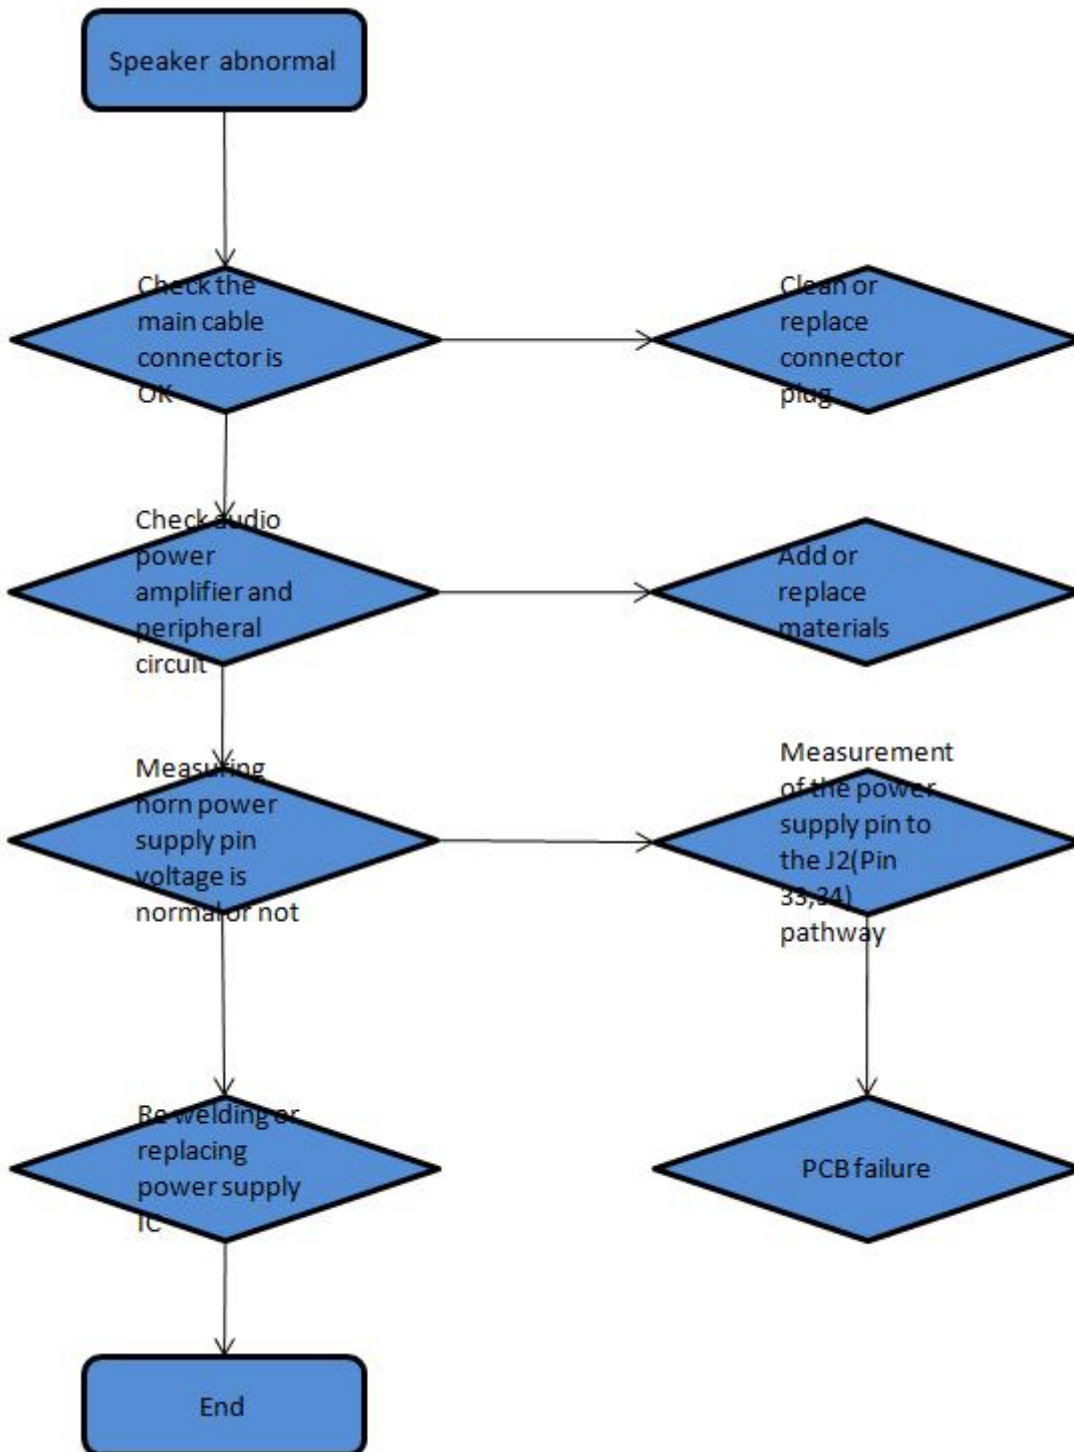 Speaker abnormal
Check the
main cable
connector is
OK
Clean or
replace
connector
plug
Check audio
power
amplifier and
peripheral
circuit
Add or
replace
materials
Measuring
horn power
supply pin
voltage is
normal or not
Measurement
of the power
supply pin to
the J2(Pin
33,34)
pathway
Re welding or
replacing
power supply
IC
PCB failure
End